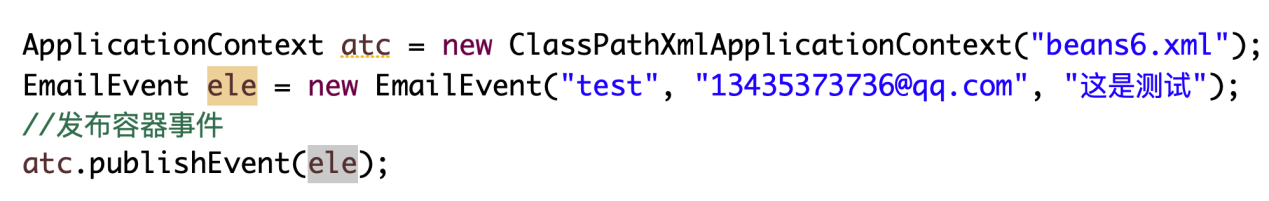 ApplicationContext atc = new ClassPathXmlApplicationContext("beans6.xml");
EmailEvent ele = new EmailEvent("test", "13435373736@qq.com", "这是测试");
//发布容器事件
atc.publishEvent(ele);